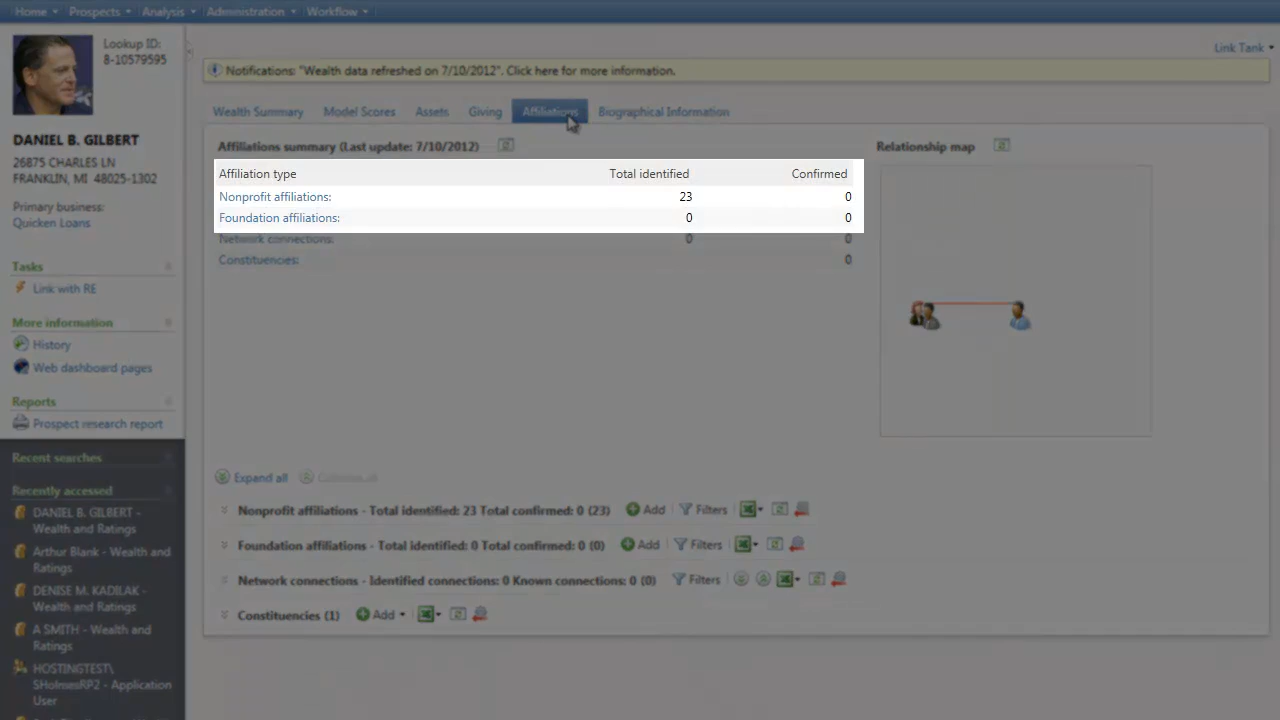 Home Prospects Analysis Administration Workflow
Lookup ID:
8-10579595
DANIEL B. GILBERT
26875 CHARLES LN
FRANKLIN, MI 48025-1302
Primary business:
Quicken Loans
Tasks
Link with RE
More information
History
Web dashboard pages
Reports
Prospect research report
Recent searches
Recently accessed
DANIEL B. GILBERT -
Wealth and Ratings
Arthur Blank - Wealth and
Ratings
DENISE M. KADILAK -
Wealth and Ratings
A SMITH - Wealth and
Ratings
HOSTINGTEST\
SHolmesRP2 - Application
User
Link Tank
Notifications: "Wealth data refreshed on 7/10/2012". Click here for more information.
Wealth Summary Model Scores Assets Giving Affiliations Biographical Information
Affiliations summary (Last update: 7/10/2012)
Affiliation type Total identified Confirmed
Nonprofit affiliations: 23 0
Foundation affiliations: 0 0
Network connections: 0 0
Constituencies: 0
Relationship map
Expand all Collapse all
Nonprofit affiliations - Total identified: 23 Total confirmed: 0 (23) Add Filters
Foundation affiliations - Total identified: 0 Total confirmed: 0 (0) Add Filters
Network connections - Identified connections: 0 Known connections: 0 (0) Filters
Constituencies (1) Add